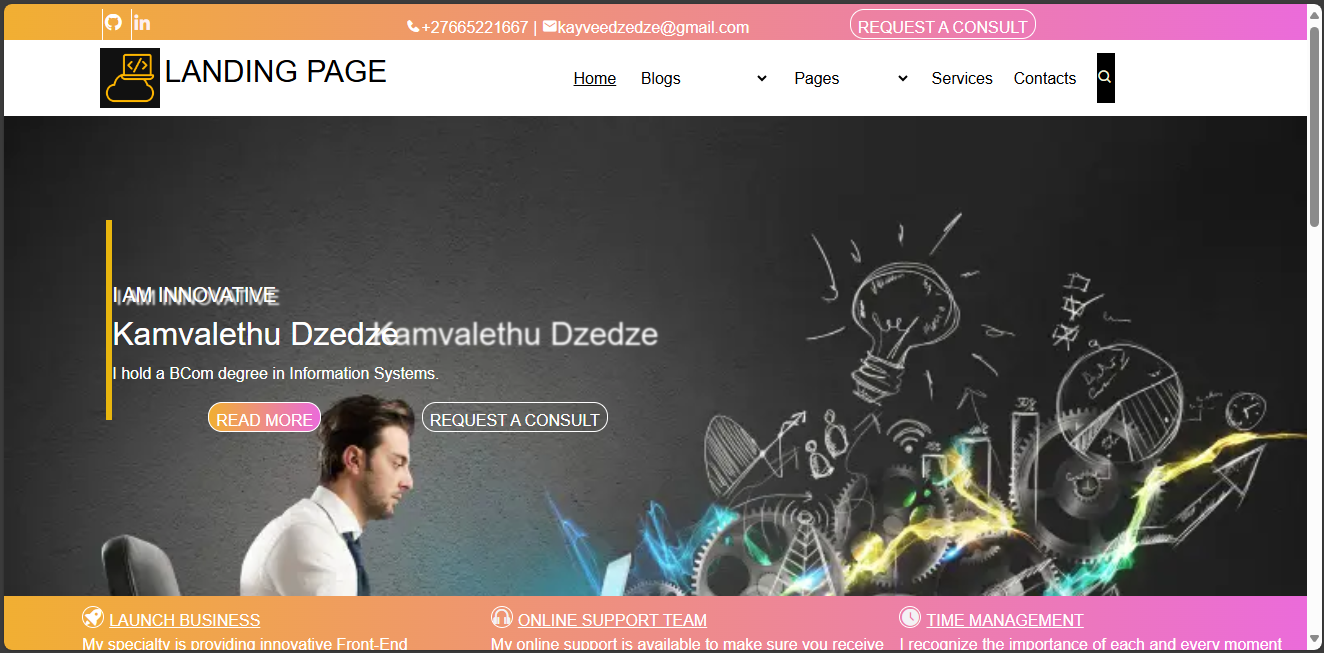 +27665221667 | kayveedzedze@gmail.com
REQUEST A CONSULT
</> LANDING PAGE
Home Blogs Pages Services Contacts
I AM INNOVATIVE
Kamvalethu Dzedze
I hold a BCom degree in Information Systems.
READ MORE REQUEST A CONSULT
LAUNCH BUSINESS
My specialty is providing innovative Front-End
ONLINE SUPPORT TEAM
My online support is available to make sure you receive
TIME MANAGEMENT
I recognize the importance of each and every moment